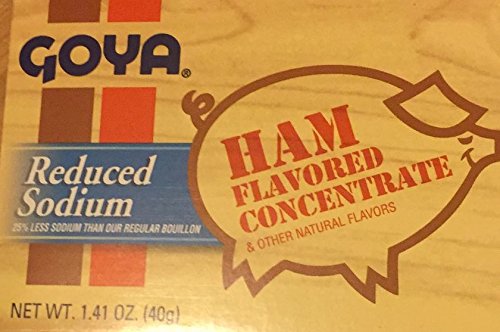 GOYA®
Reduced
Sodium
25% LESS SODIUM THAN OUR REGULAR BOUILLON
HAM
FLAVORED
CONCENTRATE
& OTHER NATURAL FLAVORS
NET WT. 1.41 OZ. (40g)